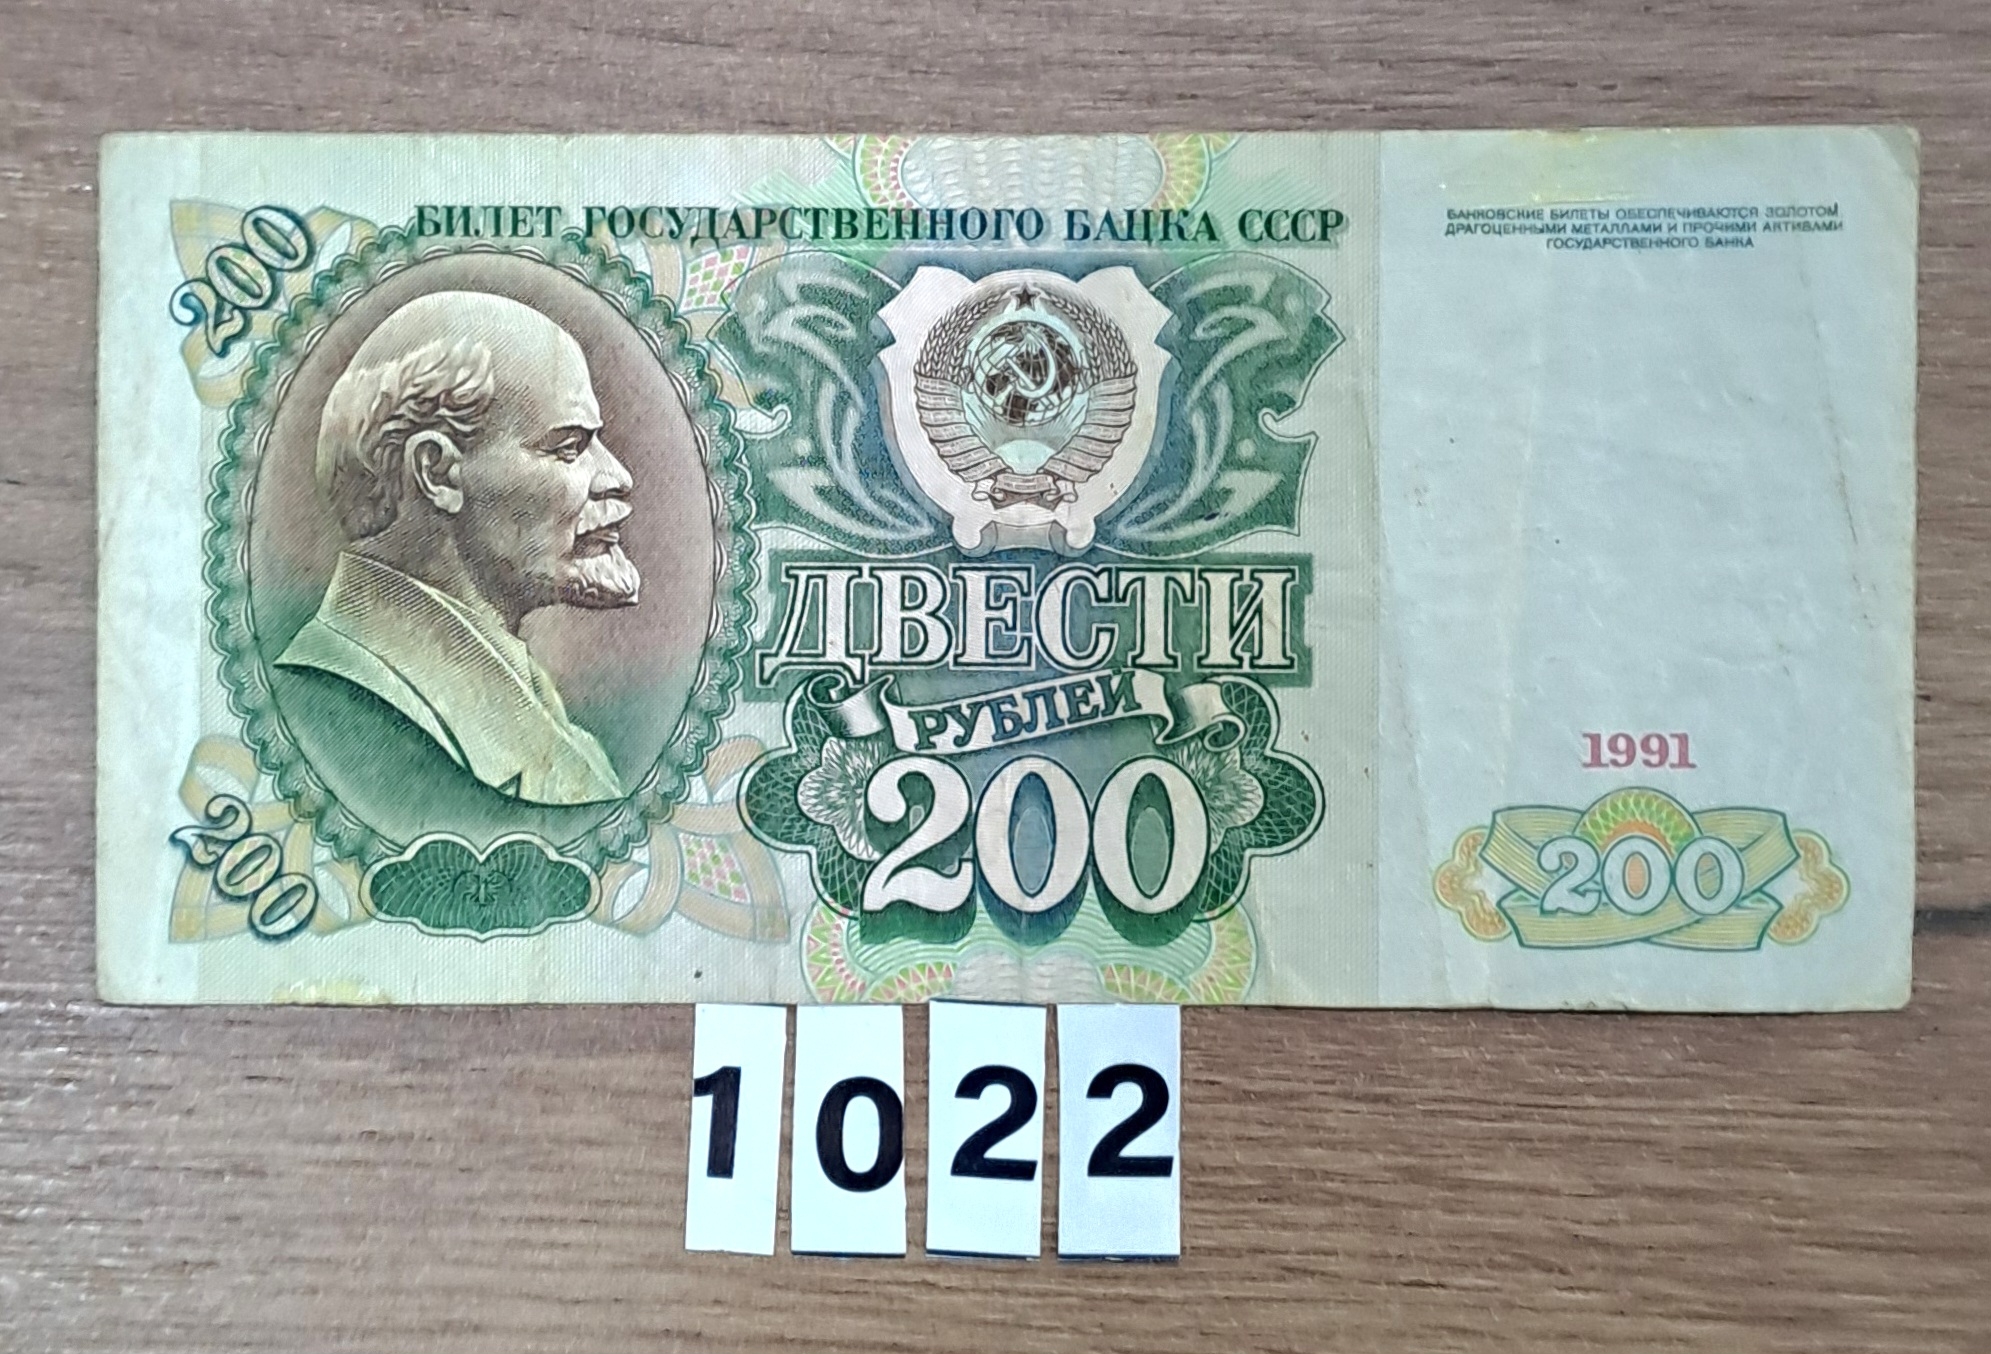 200
БИЛЕТ ГОСУДАРСТВЕННОГО БАНКА СССР
БАНКОВСКИЕ БИЛЕТЫ ОБЕСПЕЧИВАЮТСЯ ЗОЛОТОМ,
ДРАГОЦЕННЫМИ МЕТАЛЛАМИ И ПРОЧИМИ АКТИВАМИ
ГОСУДАРСТВЕННОГО БАНКА
ДВЕСТИ
РУБЛЕЙ
200
1991
200
200
1022